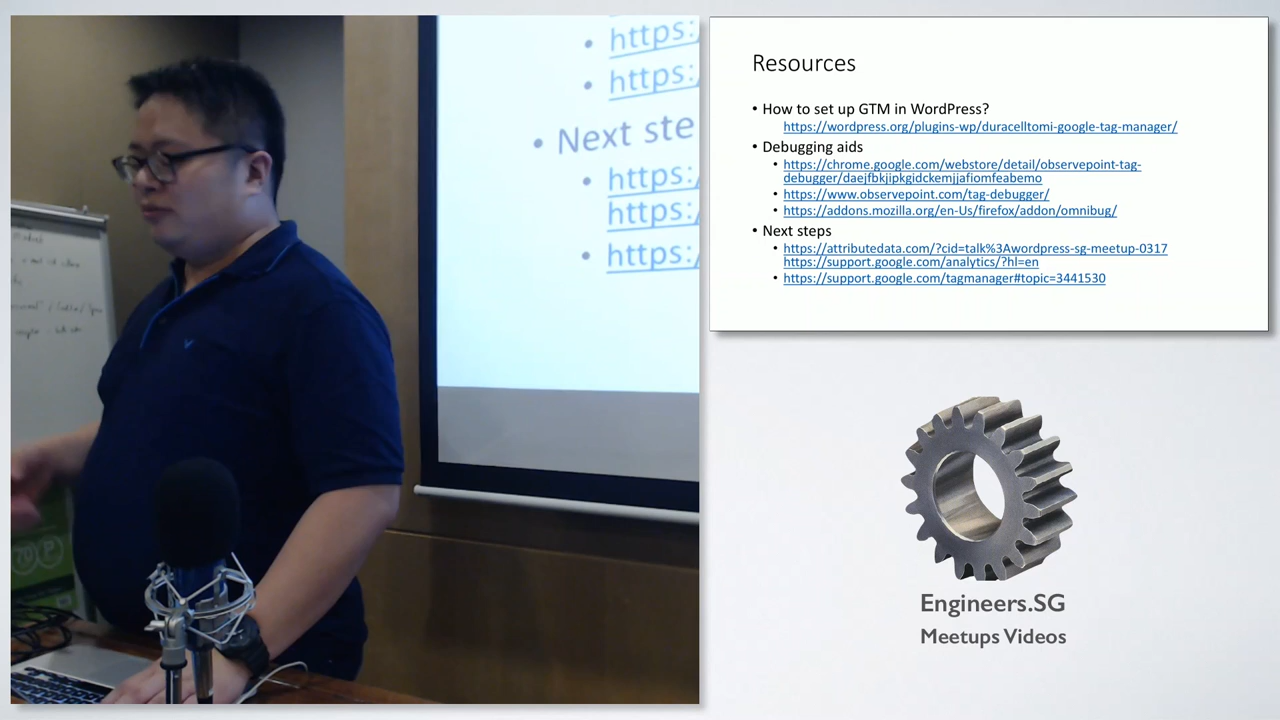 https:/
https:/
Next ste
https:/
https:/
https:/
70
P
Resources
• How to set up GTM in WordPress?
https://wordpress.org/plugins-wp/duracelltomi-google-tag-manager/
• Debugging aids
• https://chrome.google.com/webstore/detail/observepoint-tag-
debugger/daejfbkjipkgidckemjjafiomfeabemo
• https://www.observepoint.com/tag-debugger/
• https://addons.mozilla.org/en-Us/firefox/addon/omnibug/
• Next steps
• https://attributedata.com/?cid=talk%3Awordpress-sg-meetup-0317
https://support.google.com/analytics/?hl=en
• https://support.google.com/tagmanager#topic=3441530
Engineers.SG
Meetups Videos